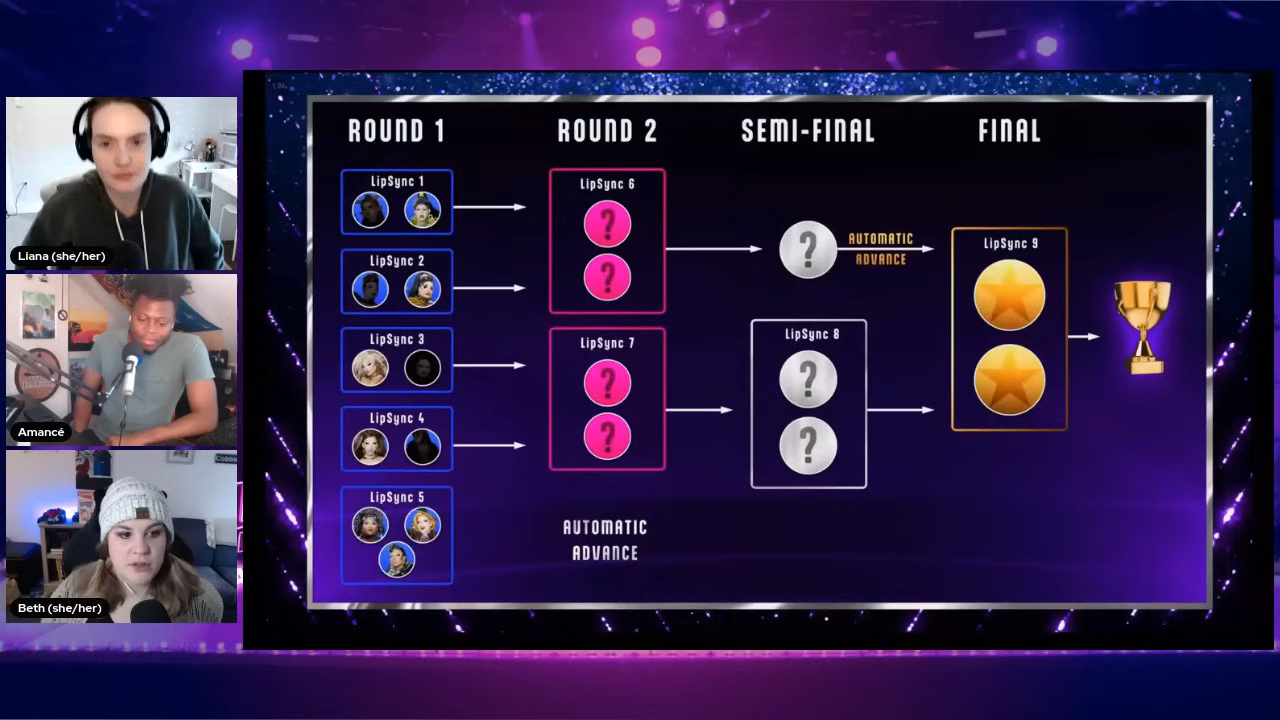 ROUND 1
ROUND 2
SEMI-FINAL
FINAL
LipSync 1
LipSync 2
LipSync 3
LipSync 4
LipSync 5
LipSync 6
?
?
LipSync 7
?
?
AUTOMATIC
ADVANCE
?
AUTOMATIC
ADVANCE
LipSync 8
?
?
LipSync 9
Liana (she/her)
Amancé
Beth (she/her)